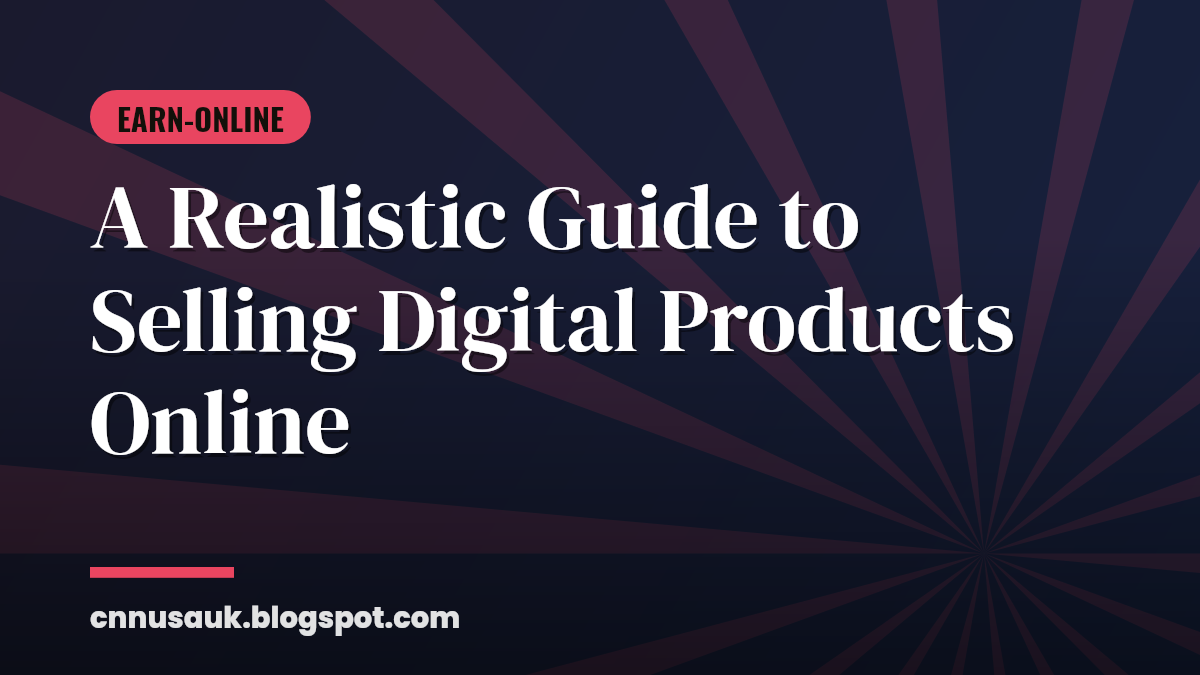 EARN-ONLINE
A Realistic Guide to
Selling Digital Products
Online
cnnusauk.blogspot.com